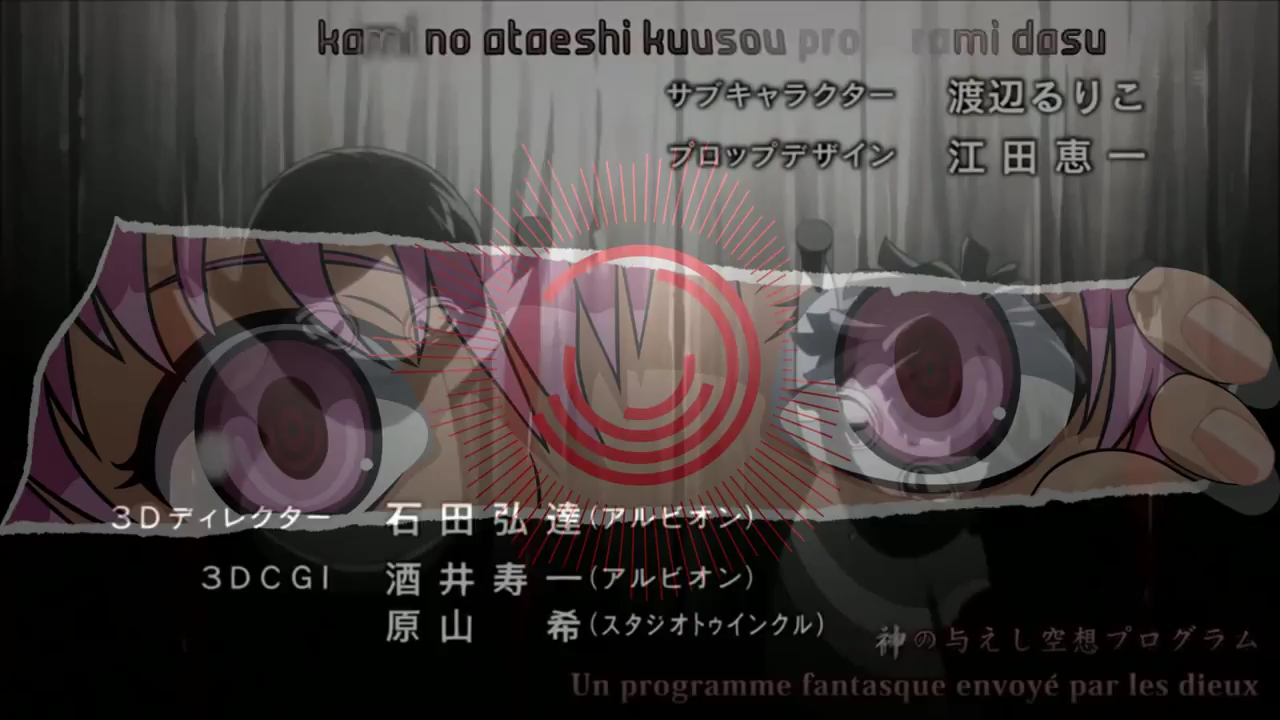 kami no ataeshi kuusou pro rami dasu
サブキャラクター 渡辺るりこ
プロップデザイン 江田恵一
3Dディレクター 石田弘達(アルビオン)
3DCGI 酒井寿一(アルビオン)
原山 希(スタジオトゥインクル)
神の与えし空想プログラム
Un programme fantasque envoyé par les dieux